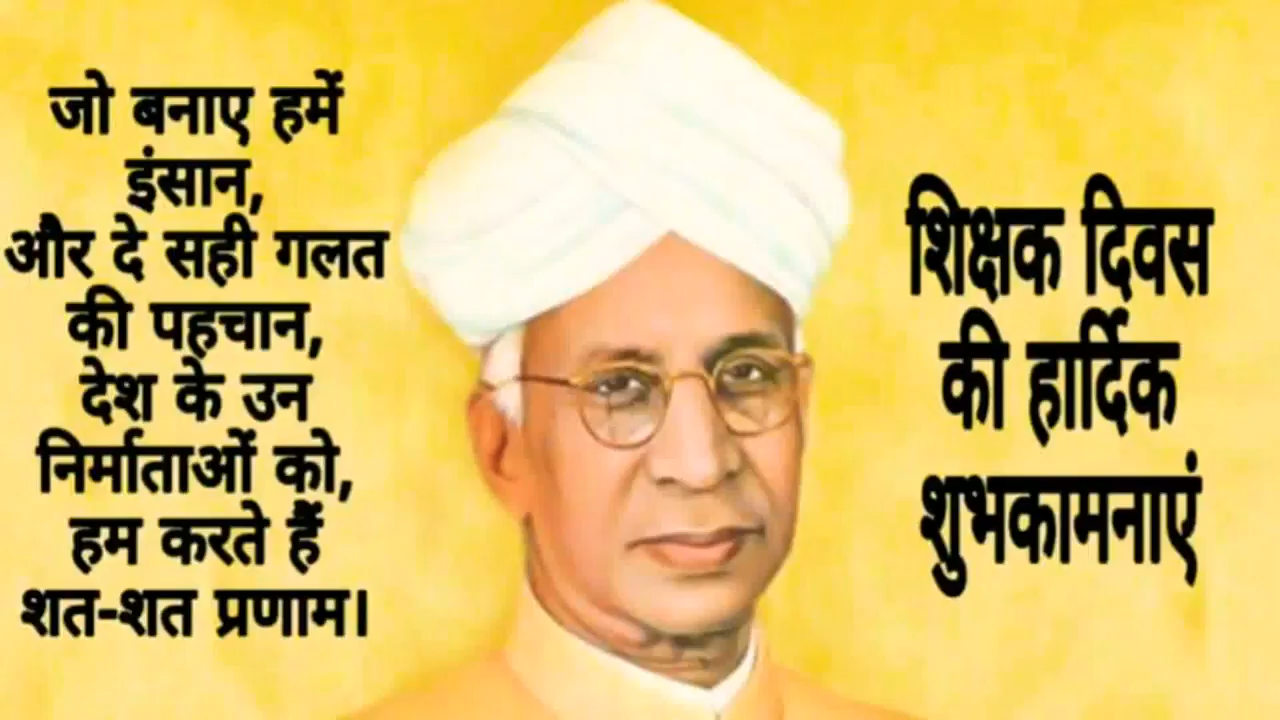 जो बनाए हमें
इंसान,
और दे सही गलत
की पहचान,
देश के उन
निर्माताओं को,
हम करते हैं
शत-शत प्रणाम।
शिक्षक दिवस
की हार्दिक
शुभकामनाएं